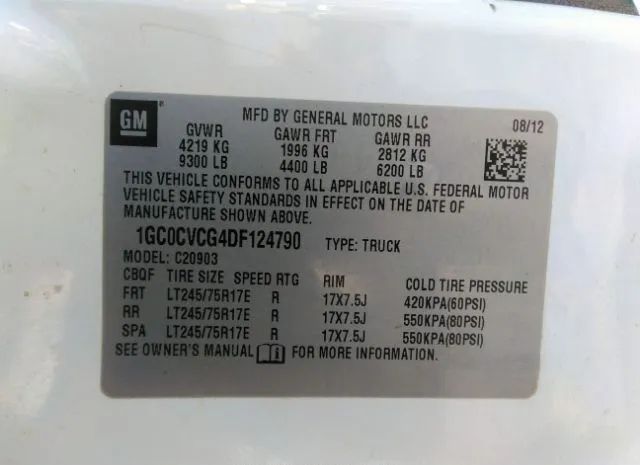 GM ®
MFD BY GENERAL MOTORS LLC 08/12
GVWR GAWR FRT GAWR RR
4219 KG 1996 KG 2812 KG
9300 LB 4400 LB 6200 LB
THIS VEHICLE CONFORMS TO ALL APPLICABLE U.S. FEDERAL MOTOR
VEHICLE SAFETY STANDARDS IN EFFECT ON THE DATE OF
MANUFACTURE SHOWN ABOVE.
1GC0CVCG4DF124790 TYPE: TRUCK
MODEL: C20903
CBQF TIRE SIZE SPEED RTG RIM COLD TIRE PRESSURE
FRT LT245/75R17E R 17X7.5J 420KPA(60PSI)
RR LT245/75R17E R 17X7.5J 550KPA(80PSI)
SPA LT245/75R17E R 17X7.5J 550KPA(80PSI)
SEE OWNER'S MANUAL FOR MORE INFORMATION.